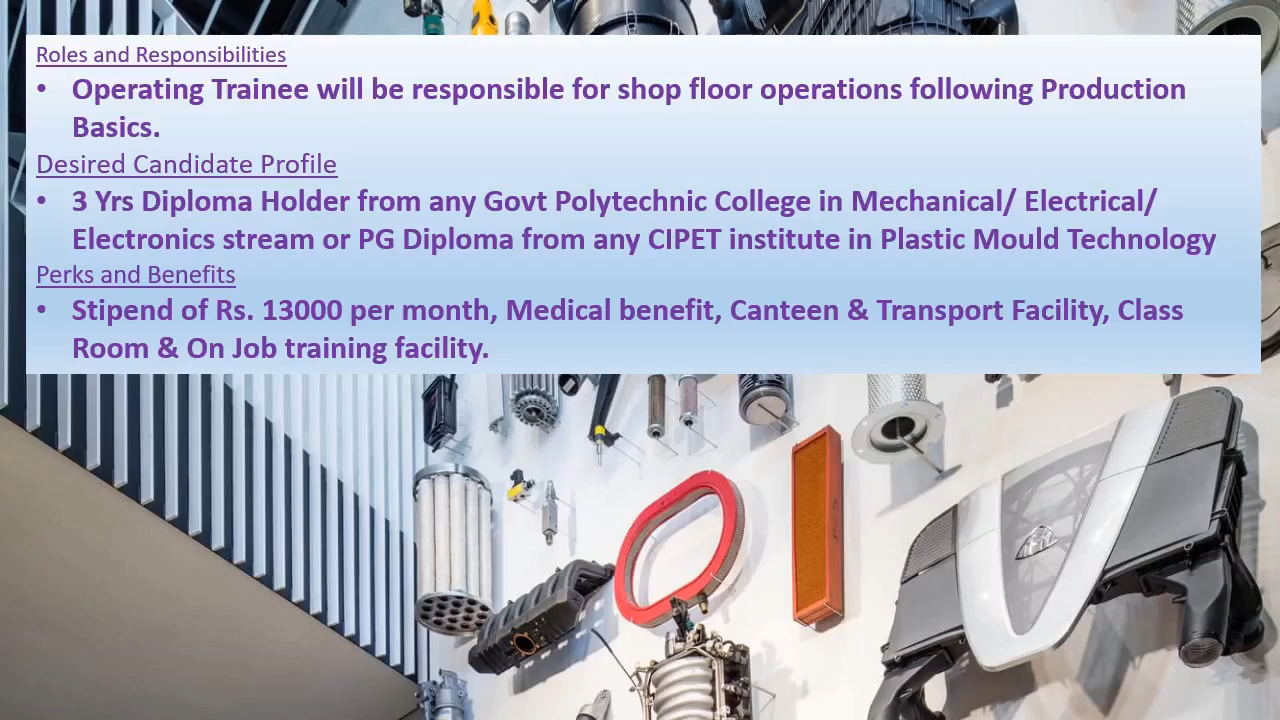 Roles and Responsibilities
• Operating Trainee will be responsible for shop floor operations following Production
Basics.
Desired Candidate Profile
• 3 Yrs Diploma Holder from any Govt Polytechnic College in Mechanical/ Electrical/
Electronics stream or PG Diploma from any CIPET institute in Plastic Mould Technology
Perks and Benefits
• Stipend of Rs. 13000 per month, Medical benefit, Canteen & Transport Facility, Class
Room & On Job training facility.